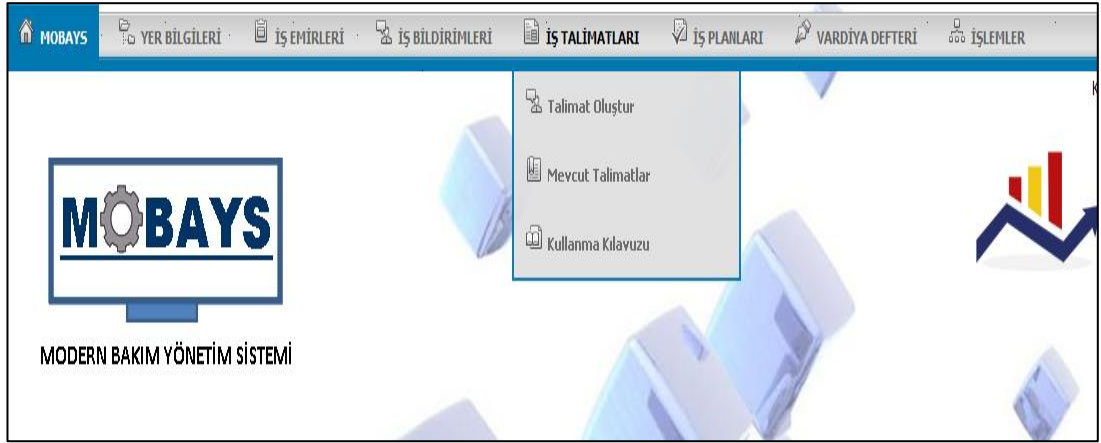 MOBAYS YER BİLGİLERİ İŞ EMİRLERİ İŞ BİLDİRİMLERİ İŞ TALİMATLARI İŞ PLANLARI VARDİYA DEFTERİ İŞLEMLER
K
Talimat Oluştur
Mevcut Talimatlar
Kullanma Kılavuzu
MOBAYS
MODERN BAKIM YÖNETİM SİSTEMİ